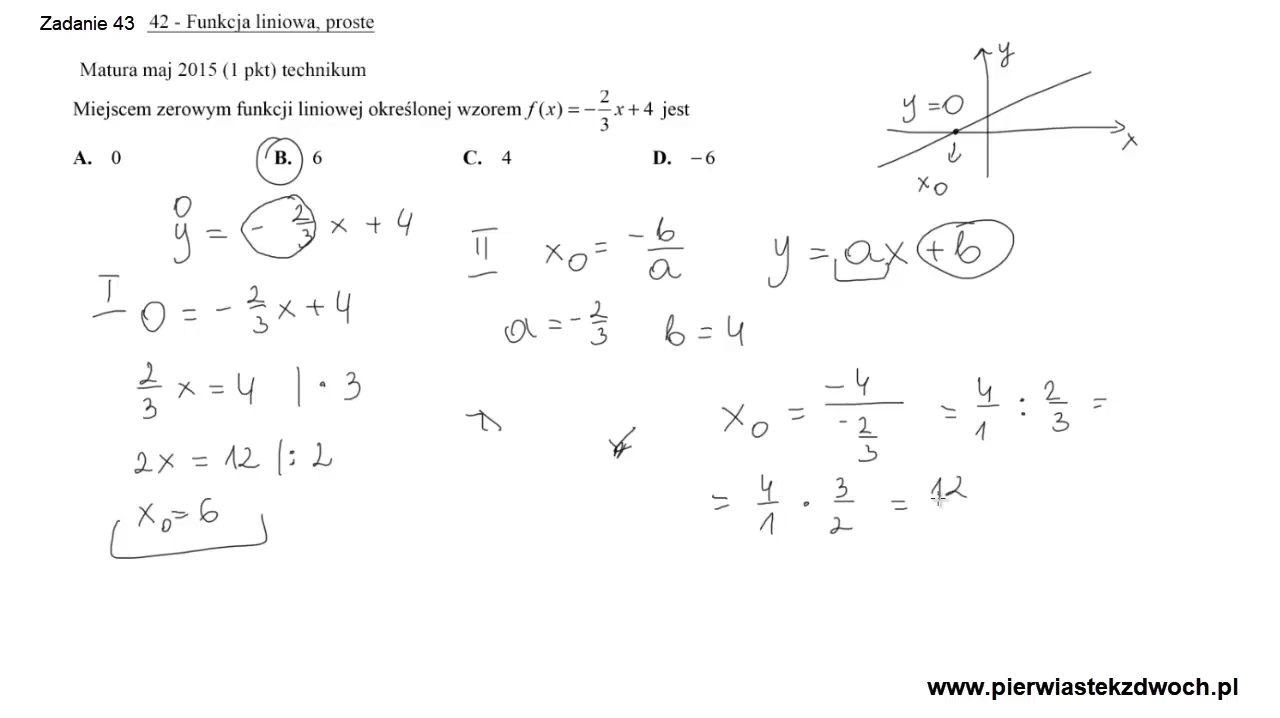 Zadanie 43 42 - Funkcja liniowa, proste
Matura maj 2015 (1 pkt) technikum
Miejscem zerowym funkcji liniowej określonej wzorem f(x) = -2/3 x + 4 jest
A. 0 B. 6 C. 4 D. -6
y
y = 0
x
x₀
0
y = -2/3 x + 4
II x₀ = -b/a y = ax + b
I 0 = -2/3 x + 4
a = -2/3 b = 4
2/3 x = 4 | · 3
x₀ = -4/(-2/3) = 4/1 : 2/3 =
2x = 12 |: 2
= 4/1 · 3/2 = 12
x₀ = 6
www.pierwiastekzdwoch.pl